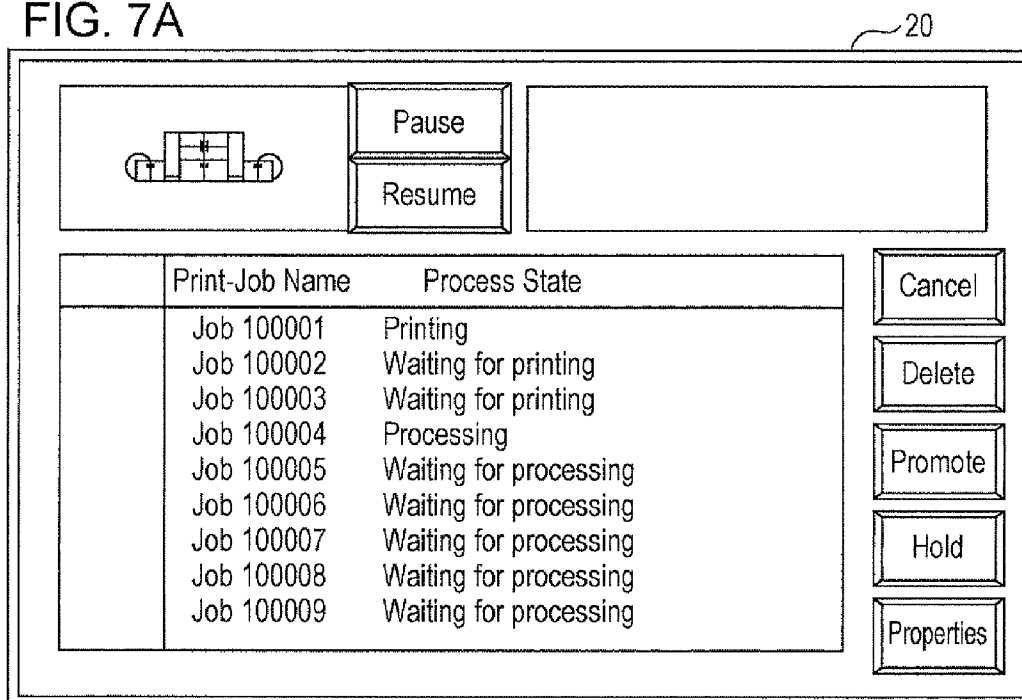 FIG. 7A
20
Pause
Resume
Print-Job Name Process State
Job 100001 Printing
Job 100002 Waiting for printing
Job 100003 Waiting for printing
Job 100004 Processing
Job 100005 Waiting for processing
Job 100006 Waiting for processing
Job 100007 Waiting for processing
Job 100008 Waiting for processing
Job 100009 Waiting for processing
Cancel
Delete
Promote
Hold
Properties